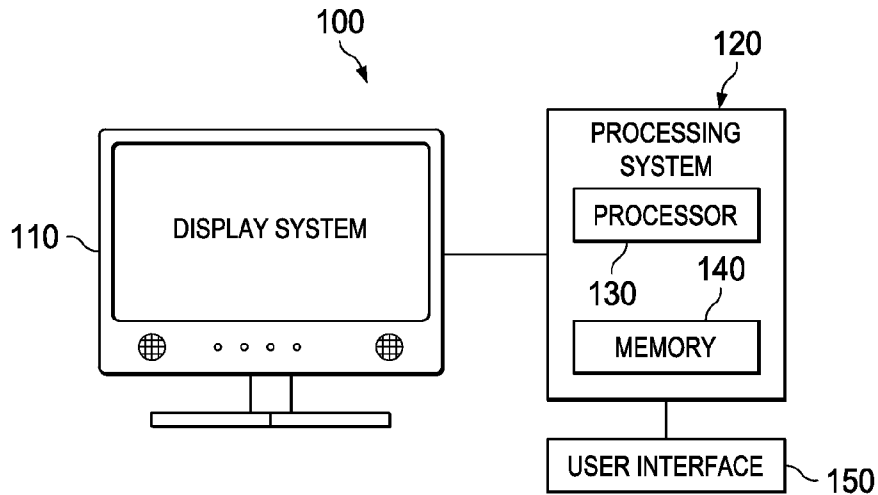 100
120
PROCESSING
SYSTEM
PROCESSOR
130
110
DISPLAY SYSTEM
140
MEMORY
USER INTERFACE
150